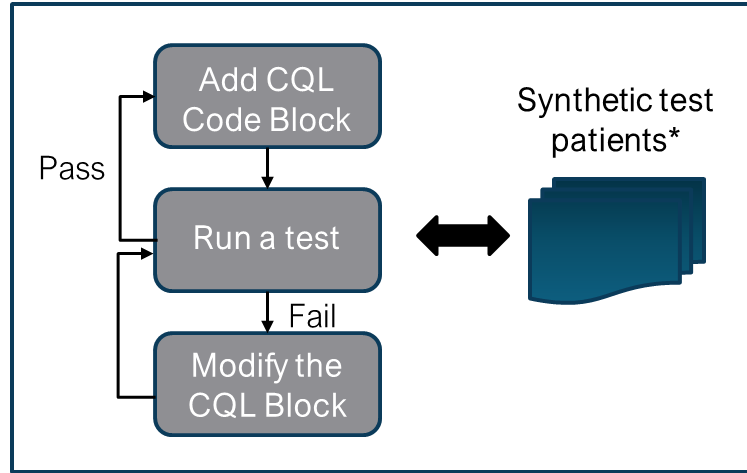 Add CQL
Code Block
Synthetic test
patients*
Pass
Run a test
Fail
Modify the
CQL Block